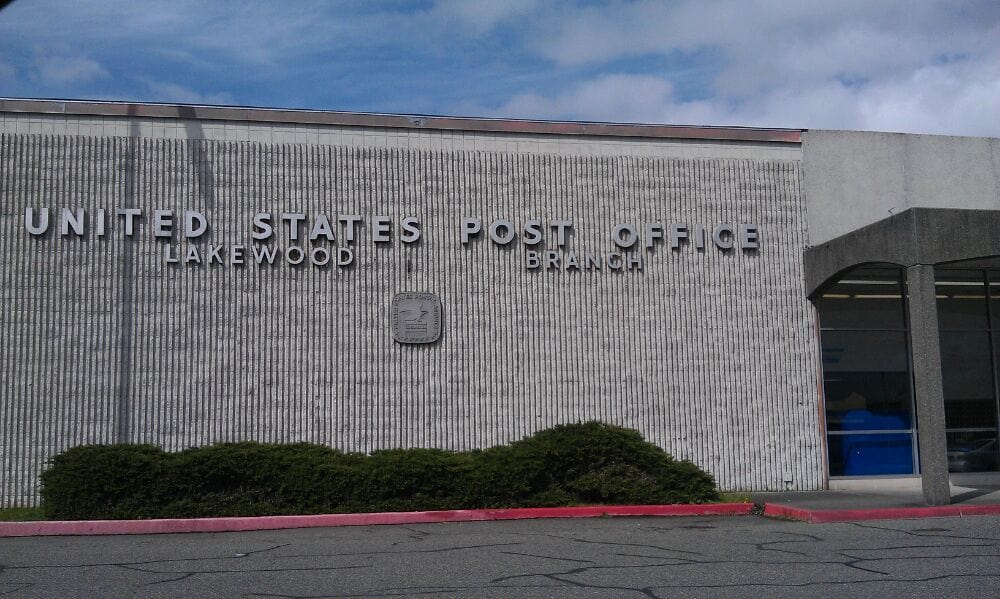 UNITED STATES POST OFFICE
LAKEWOOD BRANCH